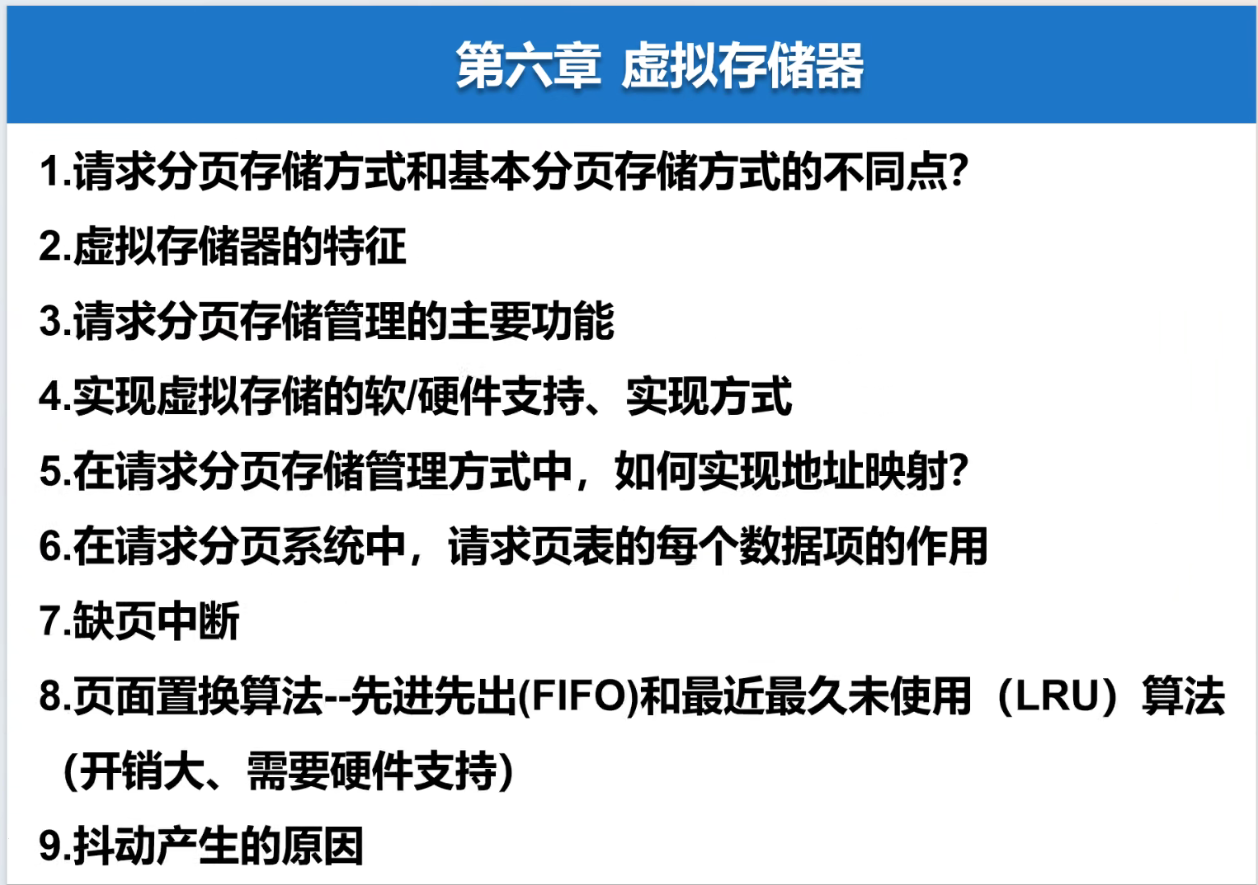 第六章 虚拟存储器
1.请求分页存储方式和基本分页存储方式的不同点?
2.虚拟存储器的特征
3.请求分页存储管理的主要功能
4.实现虚拟存储的软/硬件支持、实现方式
5.在请求分页存储管理方式中，如何实现地址映射?
6.在请求分页系统中，请求页表的每个数据项的作用
7.缺页中断
8.页面置换算法--先进先出(FIFO)和最近最久未使用（LRU）算法
（开销大、需要硬件支持）
9.抖动产生的原因